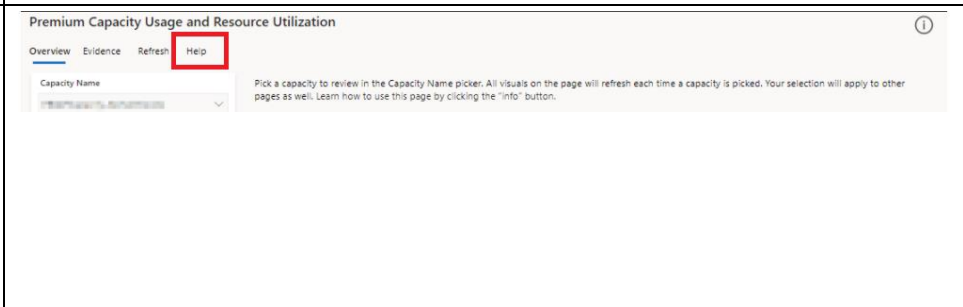 Premium Capacity Usage and Resource Utilization
Overview Evidence Refresh Help
Capacity Name
Pick a capacity to review in the Capacity Name picker. All visuals on the page will refresh each time a capacity is picked. Your selection will apply to other
pages as well. Learn how to use this page by clicking the "info" button.